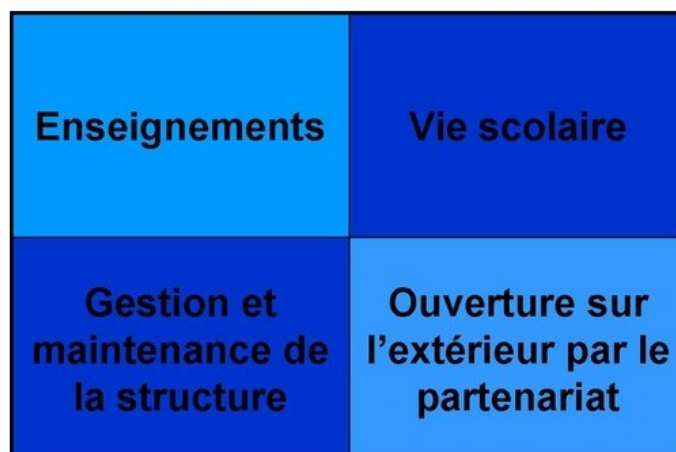 Enseignements
Vie scolaire
Gestion et
maintenance de
la structure
Ouverture sur
l’extérieur par le
partenariat